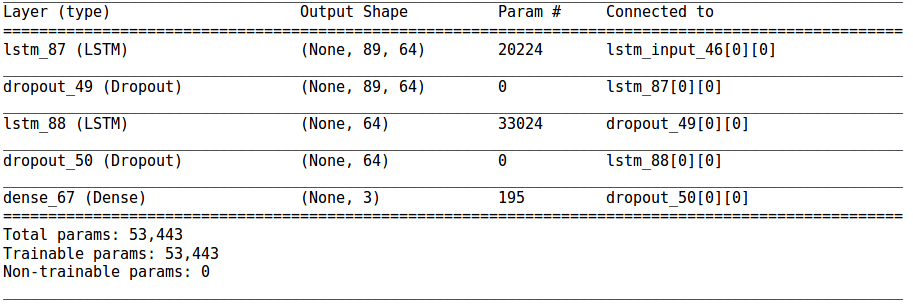 Layer (type) Output Shape Param # Connected to
====================================================================================================
lstm_87 (LSTM) (None, 89, 64) 20224 lstm_input_46[0][0]
dropout_49 (Dropout) (None, 89, 64) 0 lstm_87[0][0]
lstm_88 (LSTM) (None, 64) 33024 dropout_49[0][0]
dropout_50 (Dropout) (None, 64) 0 lstm_88[0][0]
dense_67 (Dense) (None, 3) 195 dropout_50[0][0]
====================================================================================================
Total params: 53,443
Trainable params: 53,443
Non-trainable params: 0